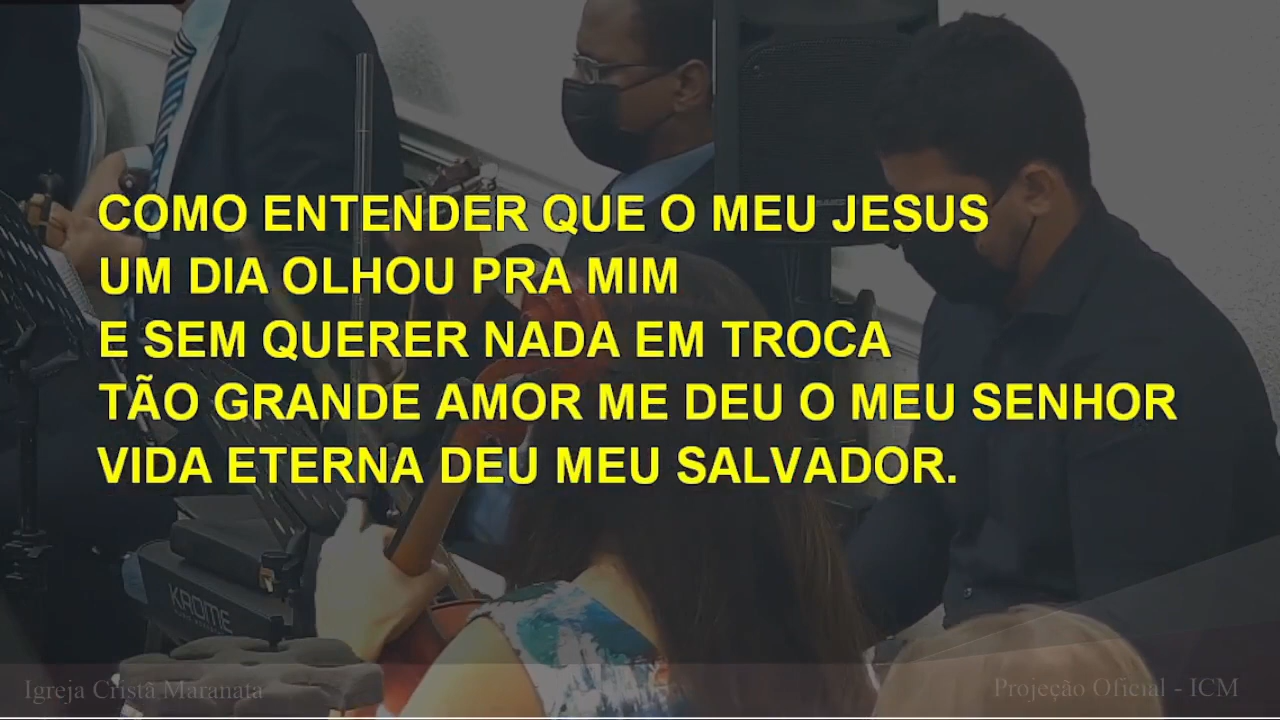 COMO ENTENDER QUE O MEU JESUS
UM DIA OLHOU PRA MIM
E SEM QUERER NADA EM TROCA
TÃO GRANDE AMOR ME DEU O MEU SENHOR
VIDA ETERNA DEU MEU SALVADOR.
KROME
Igreja Cristã Maranata
Projeção Oficial - ICM